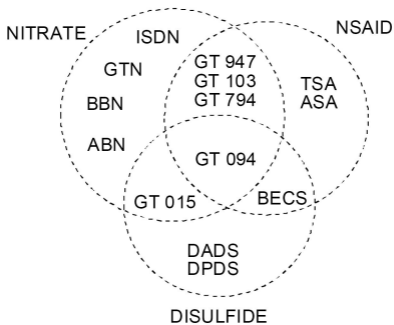 NITRATE
NSAID
ISDN
GTN
BBN
ABN
GT 947
GT 103
GT 794
TSA
ASA
GT 094
GT 015
BECS
DADS
DPDS
DISULFIDE